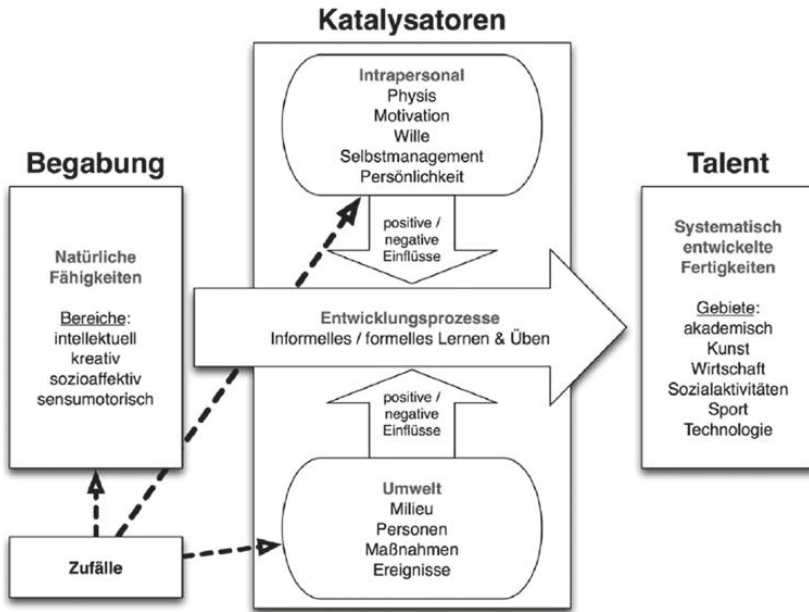 Katalysatoren
Intrapersonal
Physis
Motivation
Wille
Selbstmanagement
Persönlichkeit
Begabung
Natürliche
Fähigkeiten
Bereiche:
intellektuell
kreativ
sozioaffektiv
sensumotorisch
positive /
negative
Einflüsse
Entwicklungsprozesse
Informelles / formelles Lernen & Üben
positive /
negative
Einflüsse
Umwelt
Milieu
Personen
Maßnahmen
Ereignisse
Zufälle
Talent
Systematisch
entwickelte
Fertigkeiten
Gebiete:
akademisch
Kunst
Wirtschaft
Sozialaktivitäten
Sport
Technologie